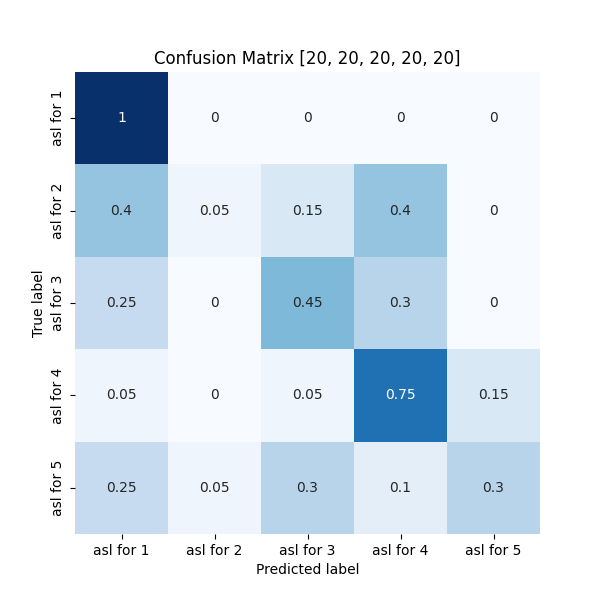 Confusion Matrix [20, 20, 20, 20, 20]
True label
asl for 1
1 0 0 0 0
asl for 2
0.4 0.05 0.15 0.4 0
asl for 3
0.25 0 0.45 0.3 0
asl for 4
0.05 0 0.05 0.75 0.15
asl for 5
0.25 0.05 0.3 0.1 0.3
asl for 1 asl for 2 asl for 3 asl for 4 asl for 5
Predicted label